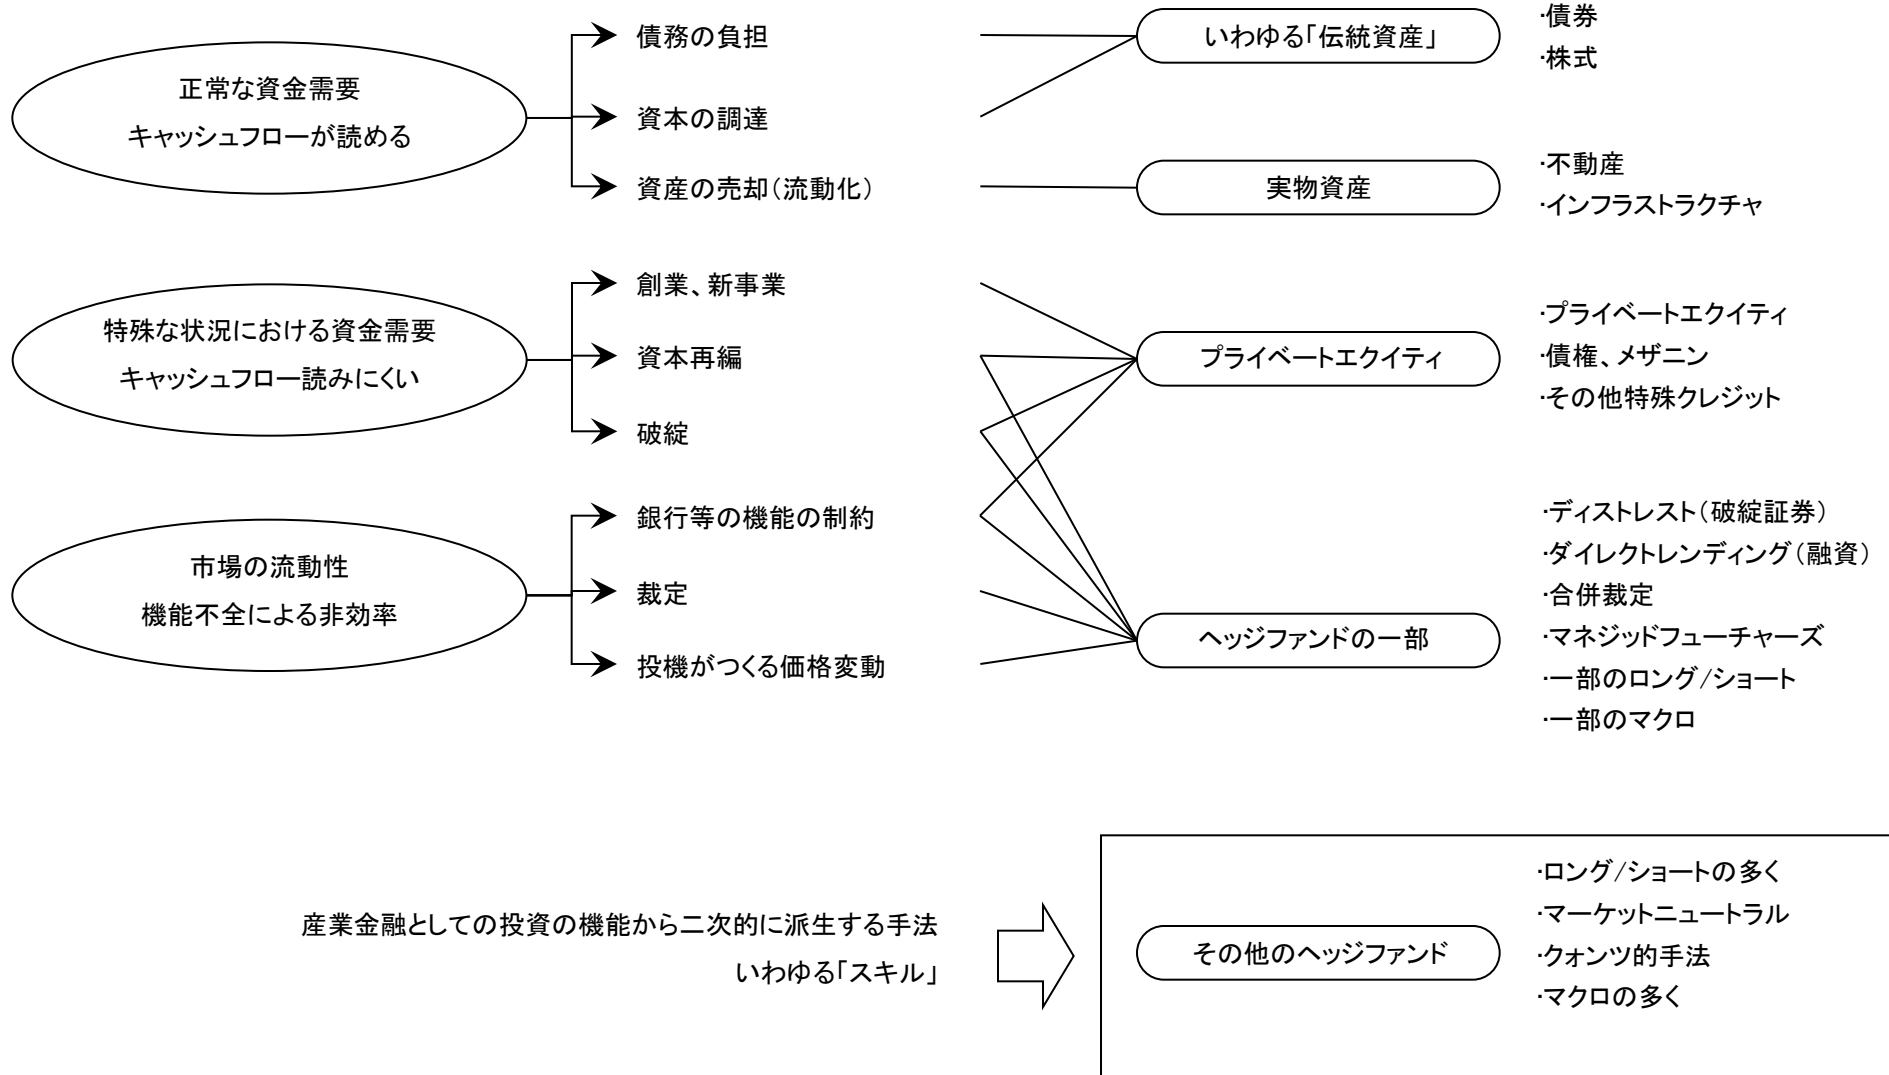 正常な資金需要
キャッシュフローが読める
債務の負担
資本の調達
資産の売却（流動化）
いわゆる「伝統資産」
·債券
·株式
実物資産
·不動産
·インフラストラクチャ
特殊な状況における資金需要
キャッシュフロー読みにくい
創業、新事業
資本再編
破綻
プライベートエクイティ
·プライベートエクイティ
·債権、メザニン
·その他特殊クレジット
市場の流動性
機能不全による非効率
銀行等の機能の制約
裁定
投機がつくる価格変動
ヘッジファンドの一部
·ディストレスト（破綻証券）
·ダイレクトレンディング（融資）
·合併裁定
·マネジッドフューチャーズ
·一部のロング/ショート
·一部のマクロ
産業金融としての投資の機能から二次的に派生する手法
いわゆる「スキル」
その他のヘッジファンド
·ロング/ショートの多く
·マーケットニュートラル
·クォンツ的手法
·マクロの多く